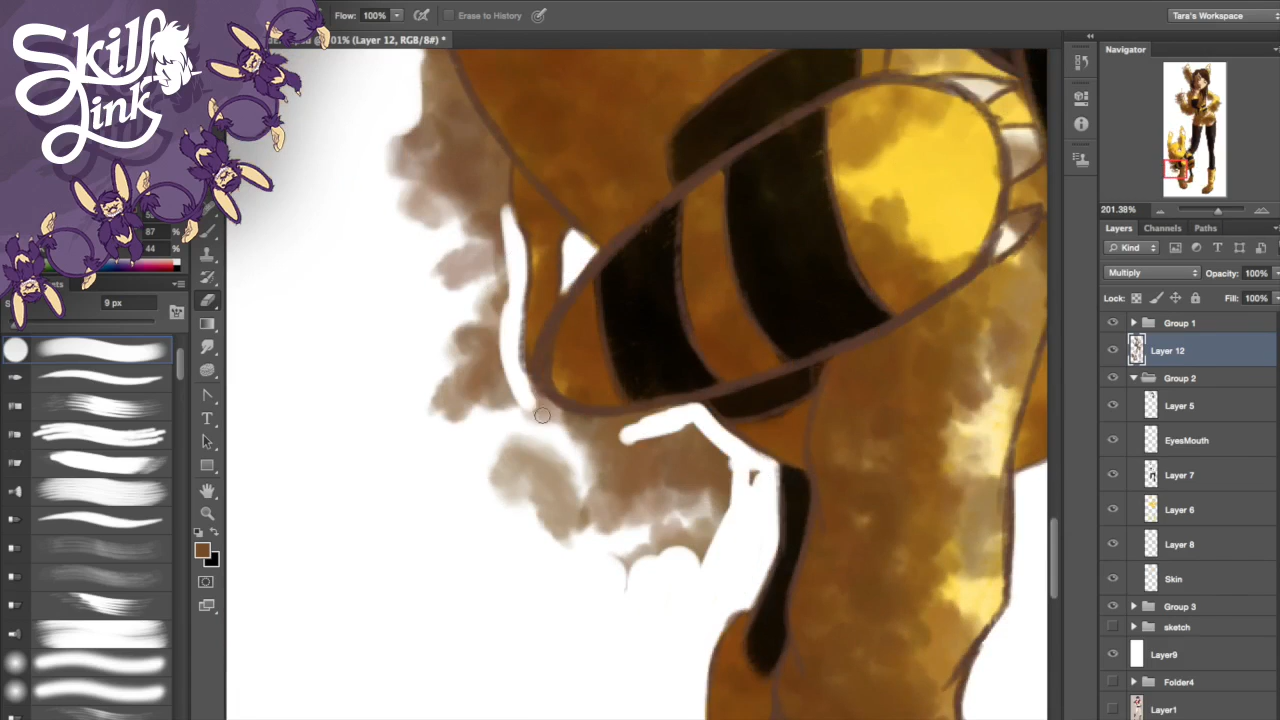 Skill
Link
Flow: 100%
Erase to History
Tara's Workspace
01% (Layer 12, RGB/8#) *
Navigator
201.38%
Layers Channels Paths
Kind
Multiply Opacity: 100%
Lock: Fill: 100%
Group 1
Layer 12
Group 2
Layer 5
EyesMouth
Layer 7
Layer 6
Layer 8
Skin
Group 3
sketch
Layer9
Folder4
Layer1
87 %
44 %
9 px